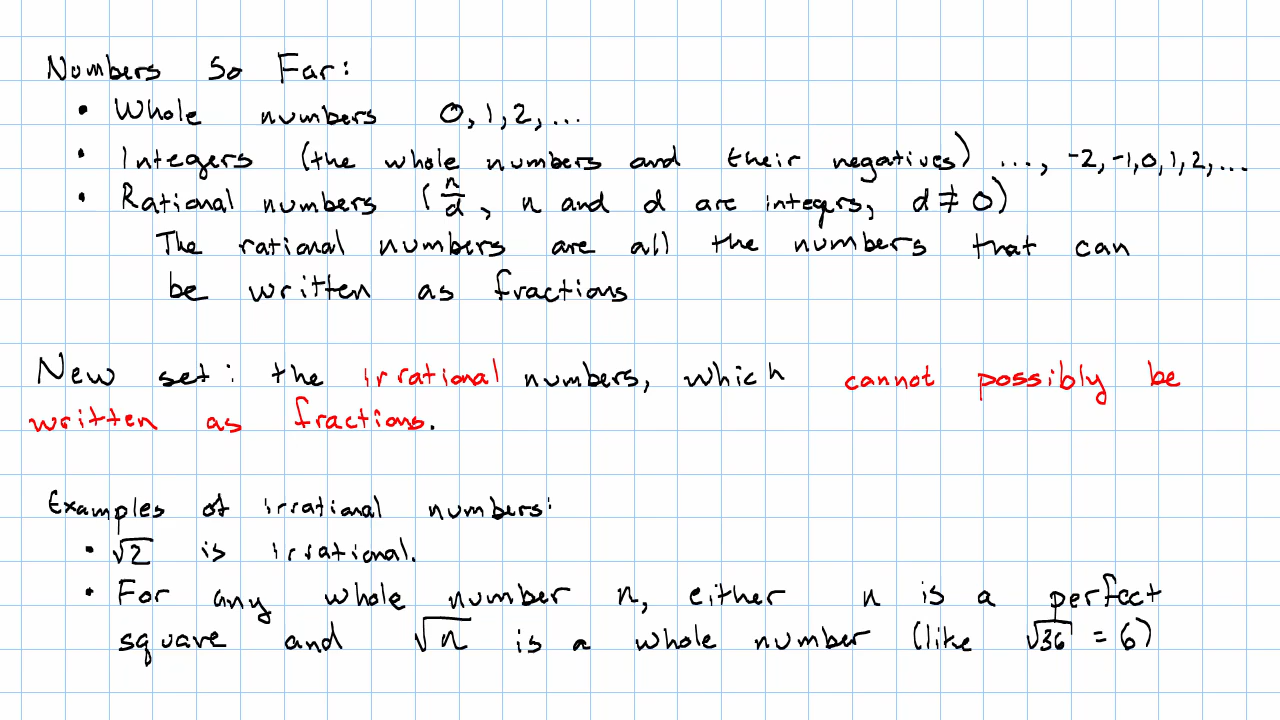 Numbers So Far:
• Whole numbers 0, 1, 2, ...
• Integers (the whole numbers and their negatives) ..., -2, -1, 0, 1, 2, ...
• Rational numbers (n/d, n and d are integrs, d ≠ 0)
The rational numbers are all the numbers that can
be written as fractions
New set: the irrational numbers, which cannot possibly be
written as fractions.
Examples of irrational numbers:
• √2 is irrational.
• For any whole number n, either n is a perfect
square and √n is a whole number (like √36 = 6)